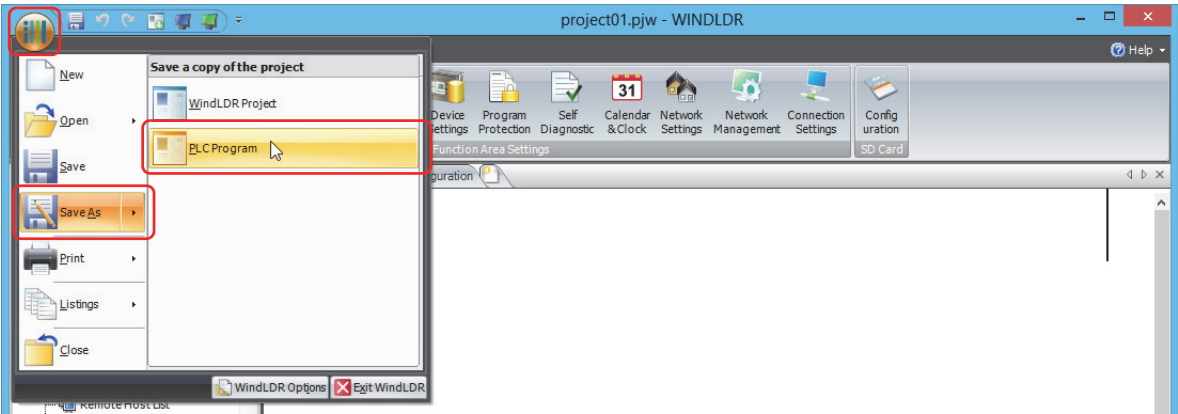 project01.pjw - WINDLDR
Help
New
Open
Save
Save As
Print
Listings
Close
Save a copy of the project
WindLDR Project
PLC Program
WindLDR Options
Exit WindLDR
Device Settings
Program Protection
Self Diagnostic
31
Calendar & Clock
Network Settings
Network Management
Connection Settings
Function Area Settings
Config uration
SD Card
guration
Remote Host List